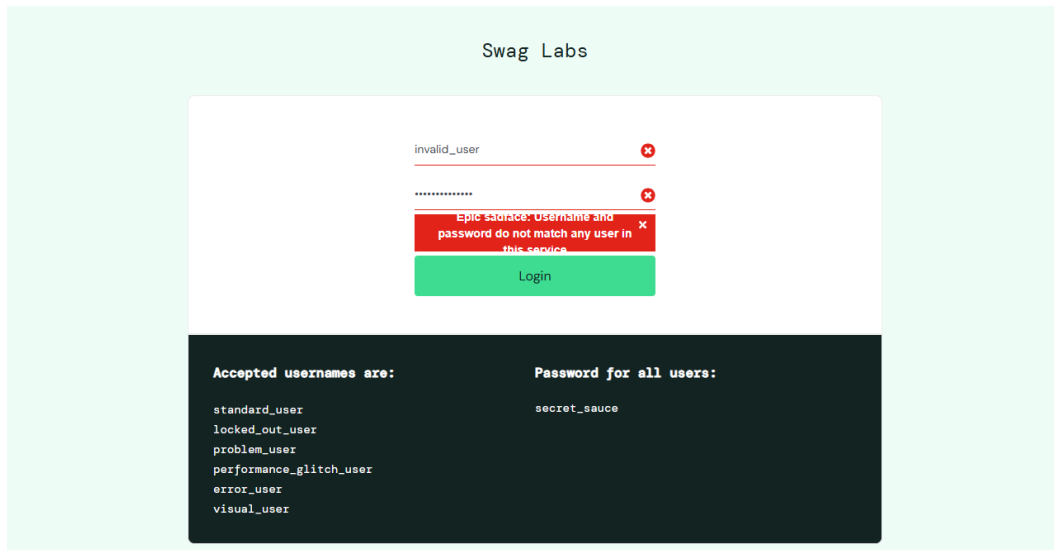 Swag Labs
invalid_user
••••••••••••••
Epic sadface: Username and
password do not match any user in
this service
Login
Accepted usernames are:
Password for all users:
standard_user
secret_sauce
locked_out_user
problem_user
performance_glitch_user
error_user
visual_user